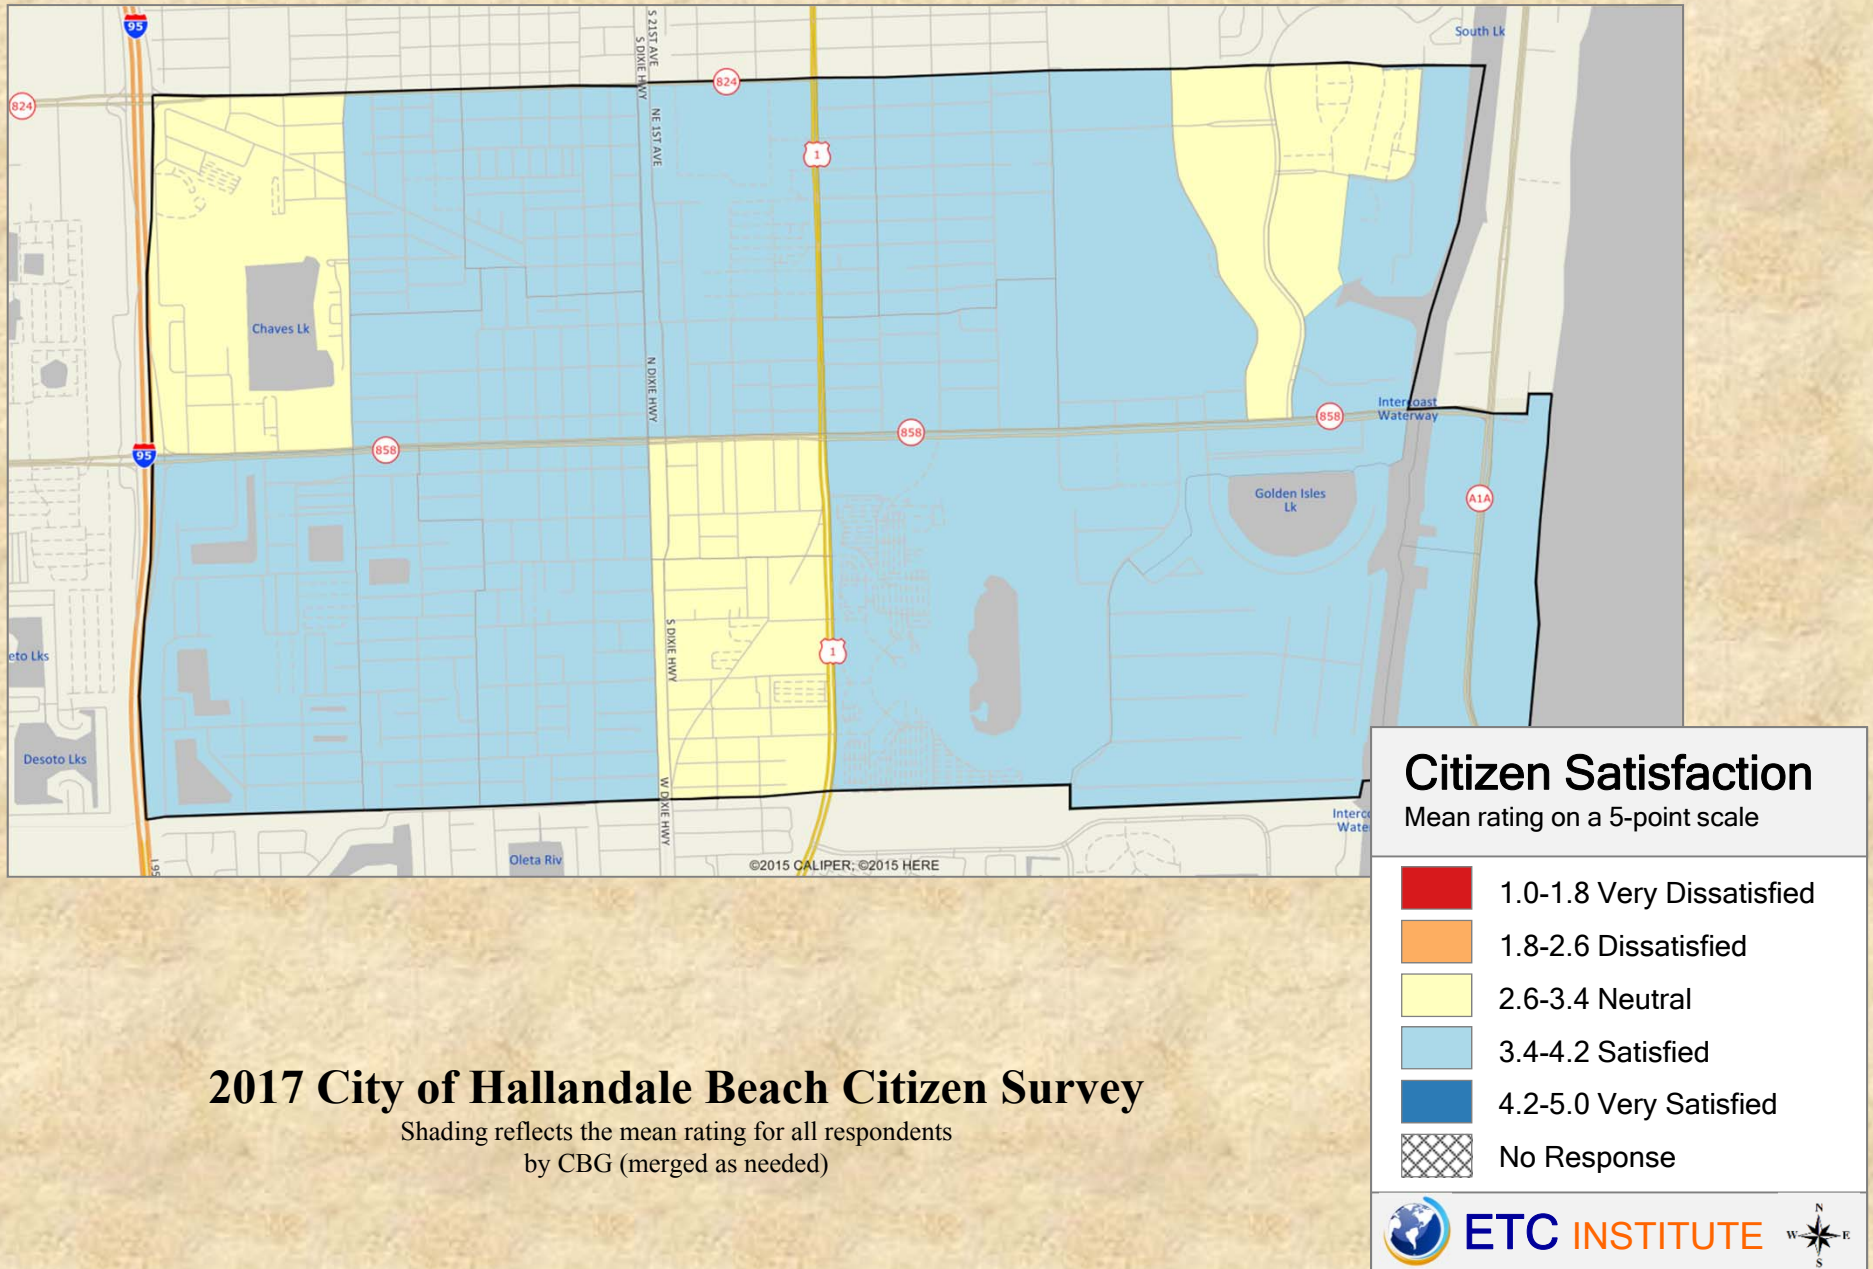 95
S 21ST AVE
S DIXIE HWY
South Lk
824
824
NE 1ST AVE
1
Chaves Lk
N DIXIE HWY
Intercoast
Waterway
858
858
858
95
Golden Isles
Lk
A1A
S DIXIE HWY
1
eto Lks
Desoto Lks
W DIXIE HWY
Interco
Wate
Oleta Riv
I 95
©2015 CALIPER; ©2015 HERE
Citizen Satisfaction
Mean rating on a 5-point scale
1.0-1.8 Very Dissatisfied
1.8-2.6 Dissatisfied
2.6-3.4 Neutral
3.4-4.2 Satisfied
4.2-5.0 Very Satisfied
No Response
2017 City of Hallandale Beach Citizen Survey
Shading reflects the mean rating for all respondents
by CBG (merged as needed)
ETC INSTITUTE
N
W E
S